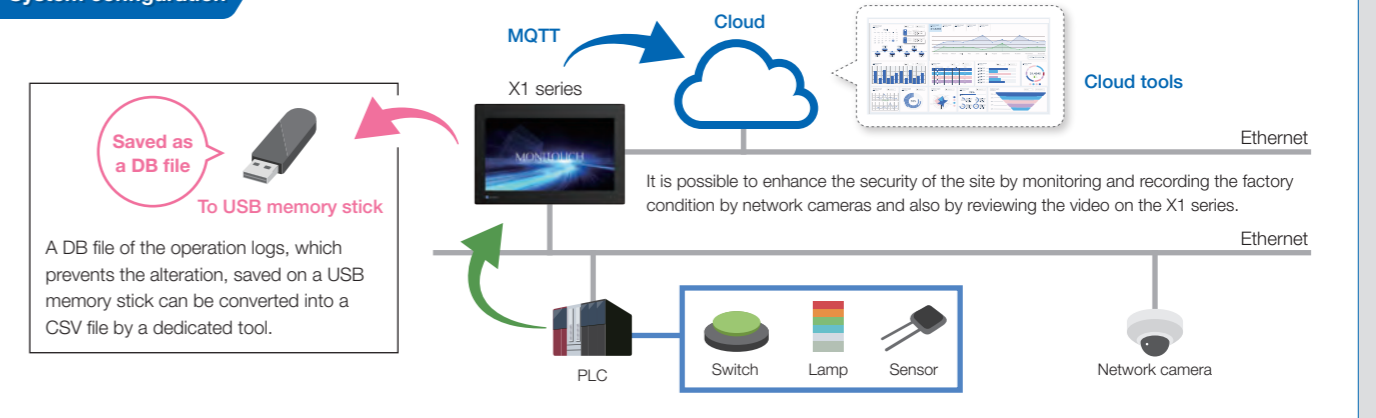 System configuration
MQTT
Cloud
Cloud tools
X1 series
MONITOUCH
Ethernet
Saved as
a DB file
To USB memory stick
A DB file of the operation logs, which
prevents the alteration, saved on a USB
memory stick can be converted into a
CSV file by a dedicated tool.
It is possible to enhance the security of the site by monitoring and recording the factory
condition by network cameras and also by reviewing the video on the X1 series.
Ethernet
PLC
Switch
Lamp
Sensor
Network camera